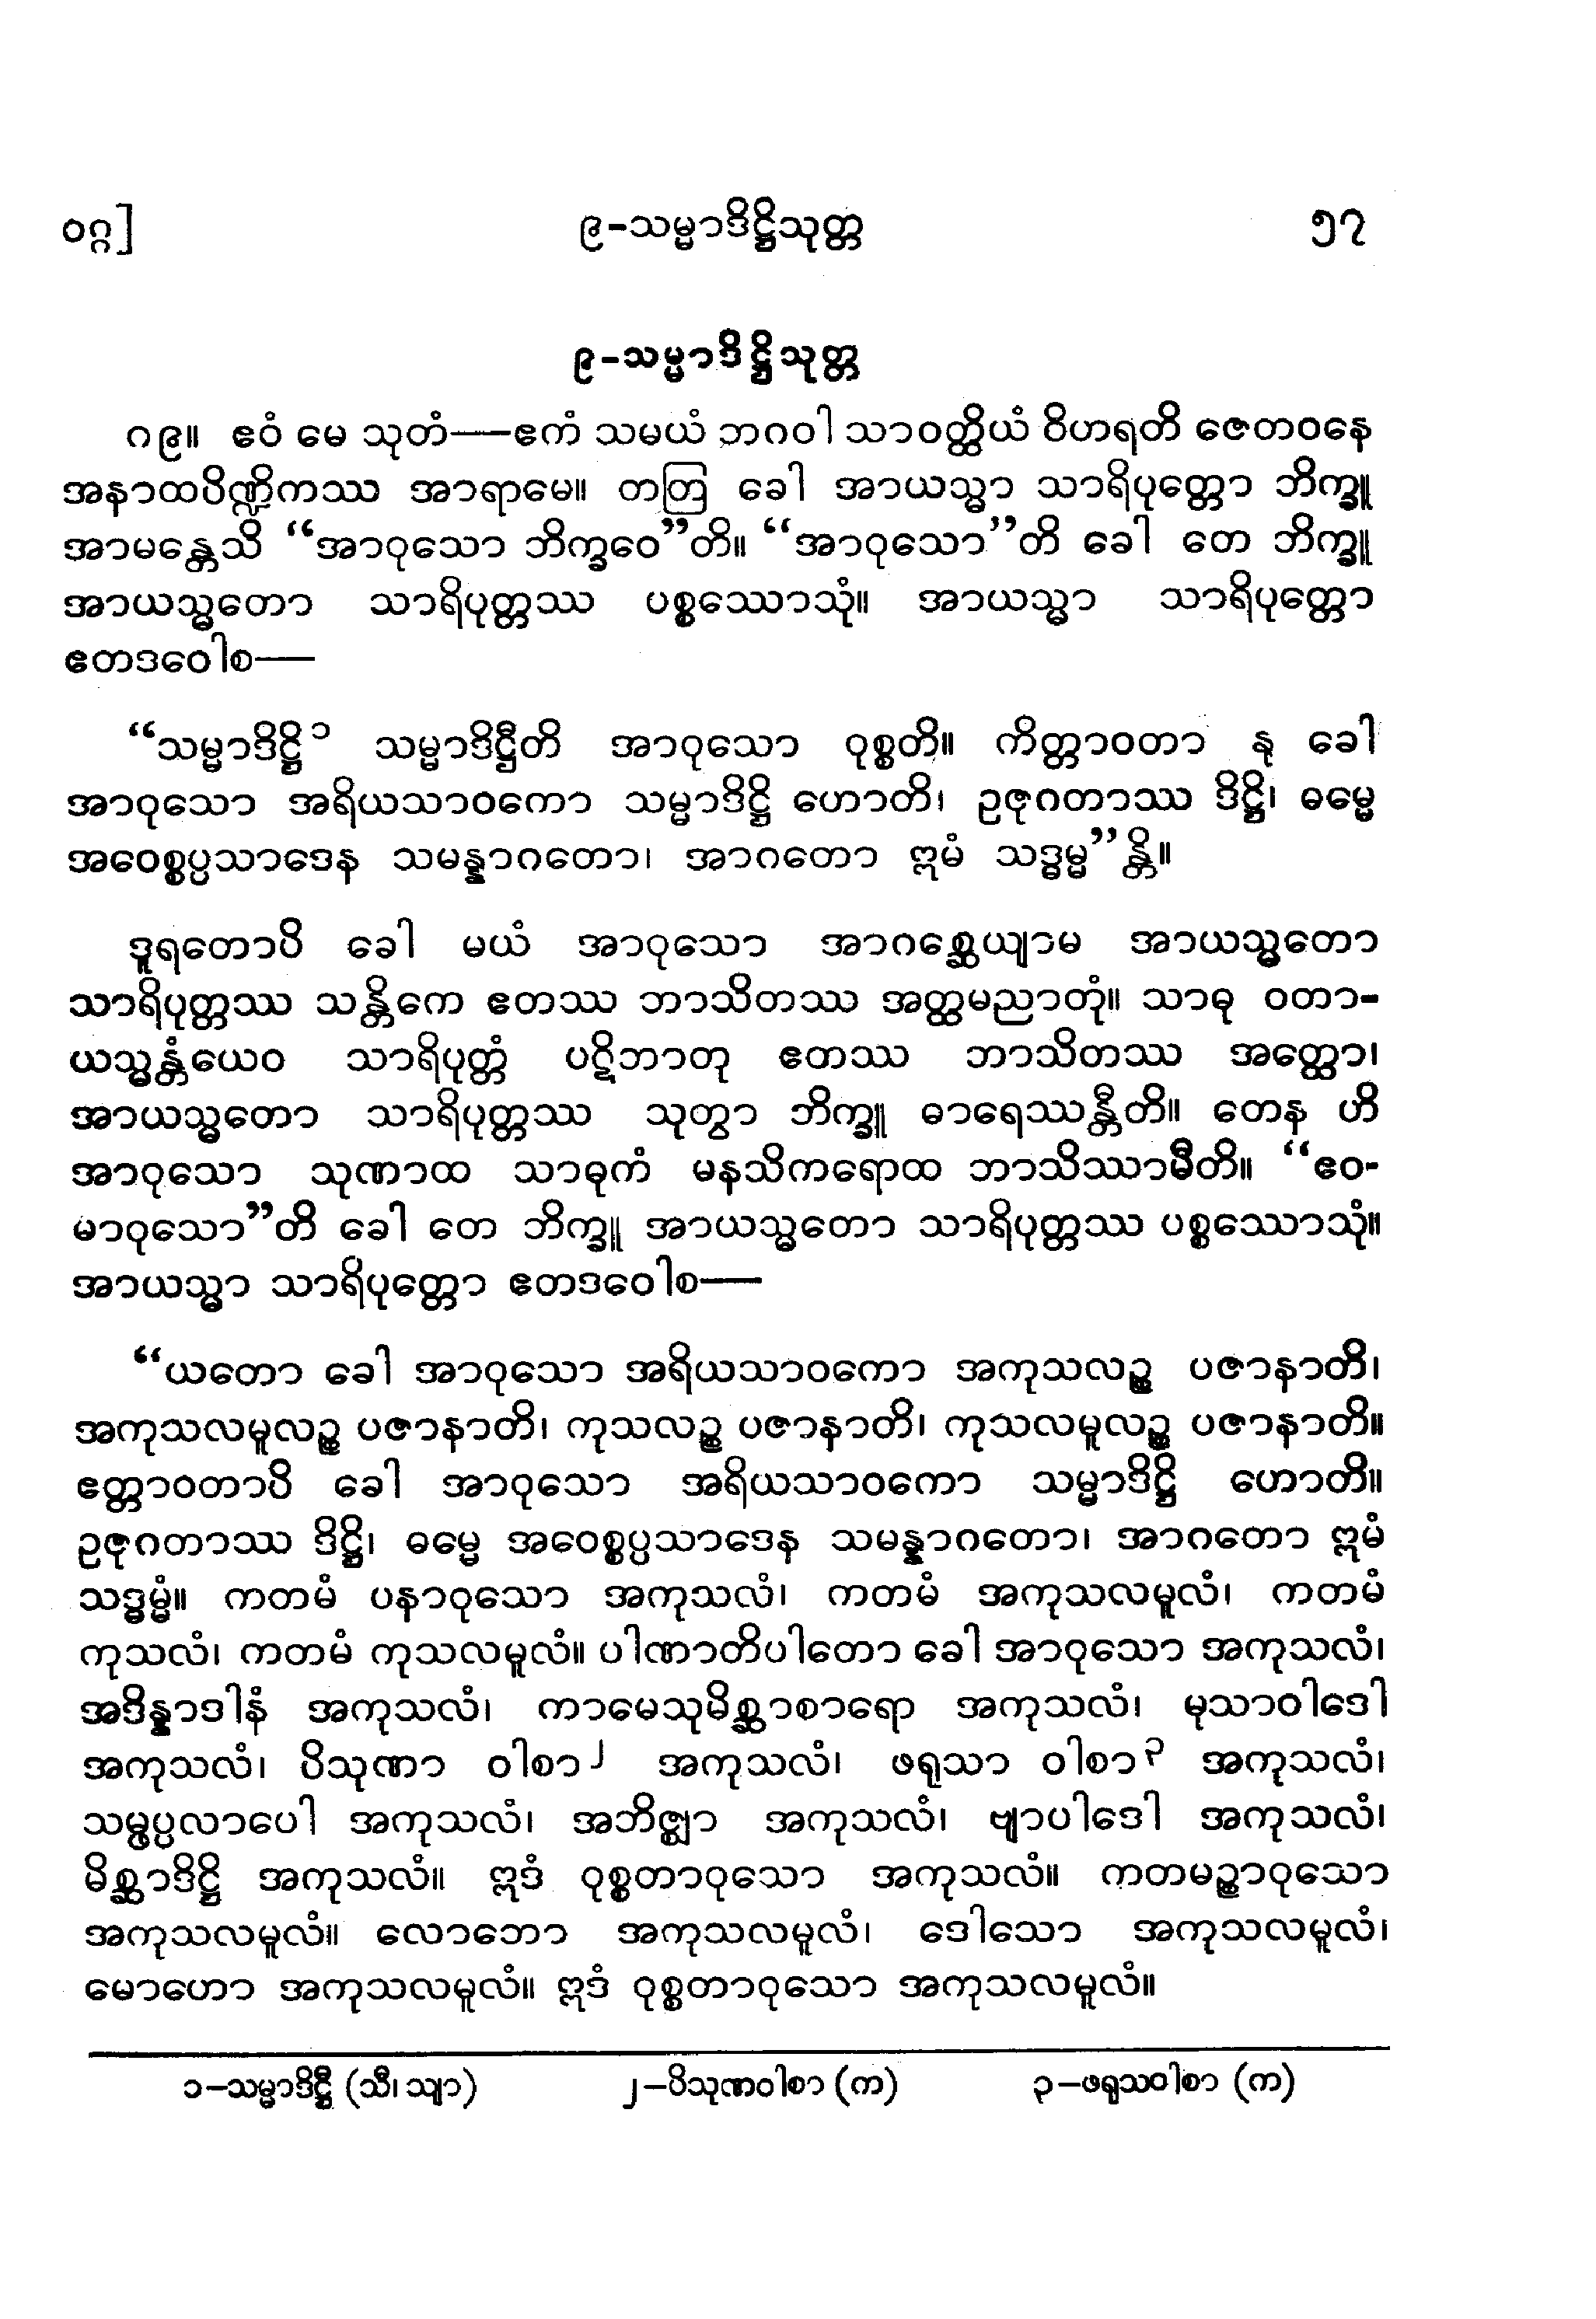 ဝဂ္ဂ]
၉-သမ္မာဒိဋ္ဌိသုတ္တ
၅၇
၉-သမ္မာဒိဋ္ဌိသုတ္တ
၈၉။ ဧဝံ မေ သုတံ——ဧကံ သမယံ ဘဂဝါ သာဝတ္ထိယံ ဝိဟရတိ ဇေတဝနေ
အနာထပိဏ္ဍိကဿ အာရာမေ။ တတြ ခေါ အာယသ္မာ သာရိပုတ္တော ဘိက္ခူ
အာမန္တေသိ “အာဝုသော ဘိက္ခဝေ”တိ။ “အာဝုသော”တိ ခေါ တေ ဘိက္ခူ
အာယသ္မတော သာရိပုတ္တဿ ပစ္စဿောသုံ။ အာယသ္မာ သာရိပုတ္တော
ဧတဒဝေါစ——
“သမ္မာဒိဋ္ဌိ၁ သမ္မာဒိဋ္ဌီတိ အာဝုသော ဝုစ္စတိ။ ကိတ္တာဝတာ နု ခေါ
အာဝုသော အရိယသာဝကော သမ္မာဒိဋ္ဌိ ဟောတိ၊ ဥဇုဂတာဿ ဒိဋ္ဌိ၊ ဓမ္မေ
အဝေစ္စပ္ပသာဒေန သမန္နာဂတော၊ အာဂတော ဣမံ သဒ္ဓမ္မ”န္တိ။
ဒူရတောပိ ခေါ မယံ အာဝုသော အာဂစ္ဆေယျာမ အာယသ္မတော
သာရိပုတ္တဿ သန္တိကေ ဧတဿ ဘာသိတဿ အတ္ထမညာတုံ။ သာဓု ဝတာ-
ယသ္မန္တံယေဝ သာရိပုတ္တံ ပဋိဘာတု ဧတဿ ဘာသိတဿ အတ္ထော၊
အာယသ္မတော သာရိပုတ္တဿ သုတွာ ဘိက္ခူ ဓာရေဿန္တီတိ။ တေန ဟိ
အာဝုသော သုဏာထ သာဓုကံ မနသိကရောထ ဘာသိဿာမီတိ။ “ဧဝ-
မာဝုသော”တိ ခေါ တေ ဘိက္ခူ အာယသ္မတော သာရိပုတ္တဿ ပစ္စဿောသုံ။
အာယသ္မာ သာရိပုတ္တော ဧတဒဝေါစ——
“ယတော ခေါ အာဝုသော အရိယသာဝကော အကုသလဉ္စ ပဇာနာတိ၊
အကုသလမူလဉ္စ ပဇာနာတိ၊ ကုသလဉ္စ ပဇာနာတိ၊ ကုသလမူလဉ္စ ပဇာနာတိ။
ဧတ္တာဝတာပိ ခေါ အာဝုသော အရိယသာဝကော သမ္မာဒိဋ္ဌိ ဟောတိ။
ဥဇုဂတာဿ ဒိဋ္ဌိ၊ ဓမ္မေ အဝေစ္စပ္ပသာဒေန သမန္နာဂတော၊ အာဂတော ဣမံ
သဒ္ဓမ္မံ။ ကတမံ ပနာဝုသော အကုသလံ၊ ကတမံ အကုသလမူလံ၊ ကတမံ
ကုသလံ၊ ကတမံ ကုသလမူလံ။ ပါဏာတိပါတော ခေါ အာဝုသော အကုသလံ၊
အဒိန္နာဒါနံ အကုသလံ၊ ကာမေသုမိစ္ဆာစာရော အကုသလံ၊ မုသာဝါဒေါ
အကုသလံ၊ ပိသုဏာ ဝါစာ၂ အကုသလံ၊ ဖရုသာ ဝါစာ၃ အကုသလံ၊
သမ္ဖပ္ပလာပေါ အကုသလံ၊ အဘိဇ္ဈာ အကုသလံ၊ ဗျာပါဒေါ အကုသလံ၊
မိစ္ဆာဒိဋ္ဌိ အကုသလံ။ ဣဒံ ဝုစ္စတာဝုသော အကုသလံ။ ကတမဉ္စာဝုသော
အကုသလမူလံ။ လောဘော အကုသလမူလံ၊ ဒေါသော အကုသလမူလံ၊
မောဟော အကုသလမူလံ။ ဣဒံ ဝုစ္စတာဝုသော အကုသလမူလံ။
၁–သမ္မာဒိဋ္ဌီ (သီ၊ သျာ)
၂–ပိသုဏဝါစာ (က)
၃–ဖရုသဝါစာ (က)